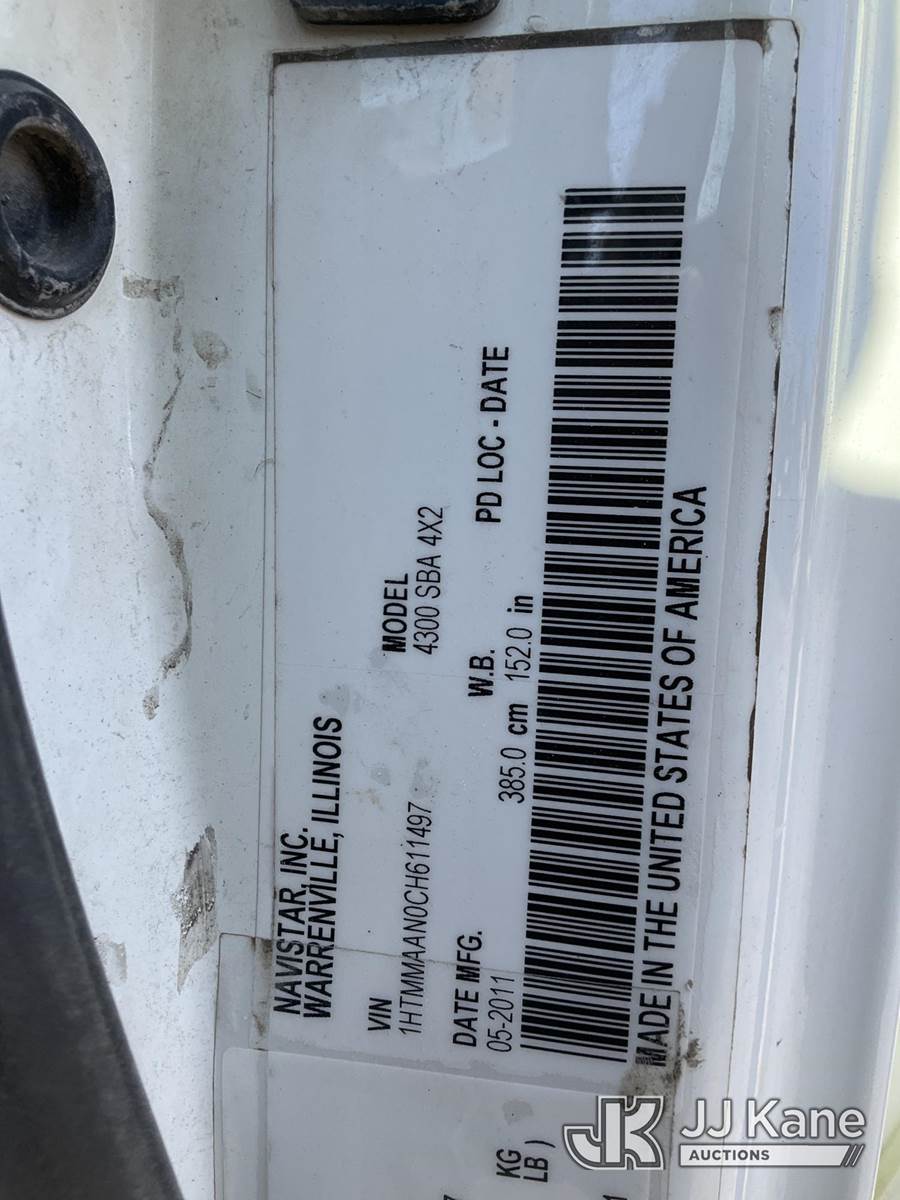 NAVISTAR, INC.
WARRENVILLE, ILLINOIS
VIN
MODEL
1HTMMAAN0CH611497
4300 SBA 4X2
DATE MFG.
W.B.
PD LOC - DATE
05-2011
385.0 cm 152.0 in
MADE IN THE UNITED STATES OF AMERICA
KG
LB )
JK JJ Kane
AUCTIONS